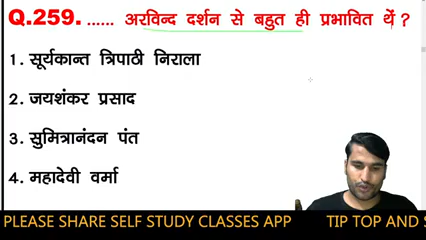 Q.259. ...... अरविन्द दर्शन से बहुत ही प्रभावित थें ?
1. सूर्यकान्त त्रिपाठी निराला
2. जयशंकर प्रसाद
3. सुमित्रानंदन पंत
4. महादेवी वर्मा
PLEASE SHARE SELF STUDY CLASSES APP TIP TOP AND